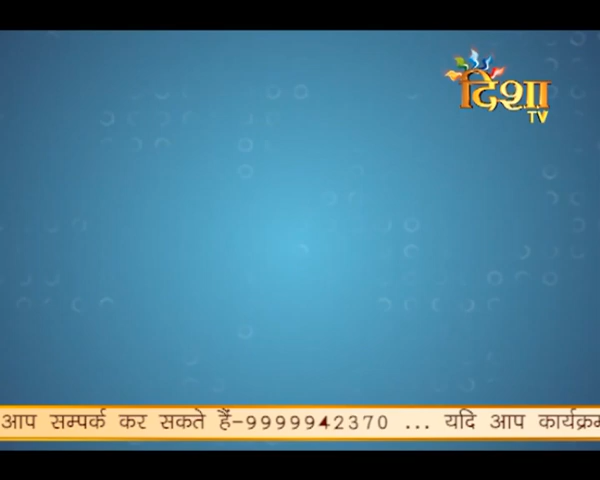 दिशा
TV
आप सम्पर्क कर सकते हैं-9999942370 ... यदि आप कार्यक्रम